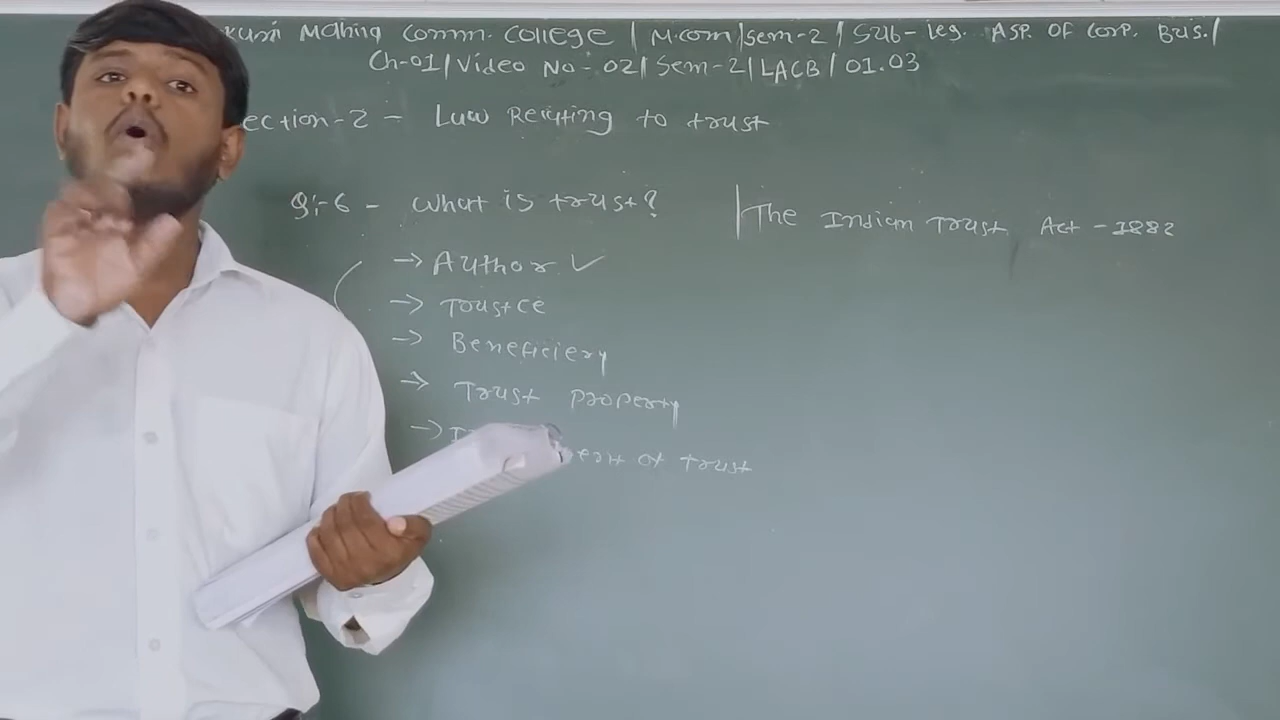 Mahila Comm. College | M.com/sem-2 / Sub- Leg. Asp. Of Corp. Bus. /
Ch-01 / Video No:- 02 / Sem-2 / LACB / 01.03
ection-2 - Law Relating to trust
Q:-6 - What is trust?
|The Indian Trust Act - 1882
→ Author ✓
→ Trustee
→ Beneficiery
→ Trust property
→ of trust